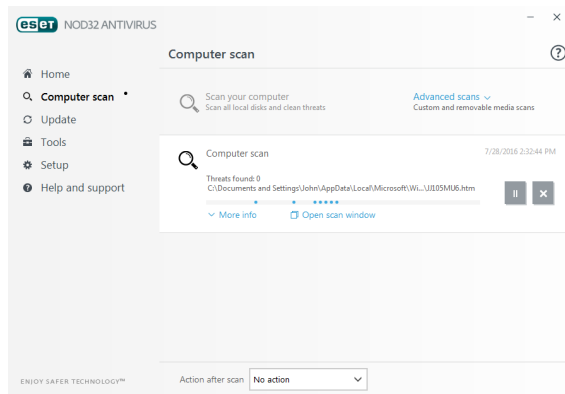 eset NOD32 ANTIVIRUS
Computer scan
Home
Computer scan
Update
Tools
Setup
Help and support
Scan your computer
Scan all local disks and clean threats
Advanced scans
Custom and removable media scans
Computer scan
7/28/2016 2:32:44 PM
Threats found: 0
C:\Documents and Settings\John\AppData\Local\Microsoft\Wi...\UJ105MU6.htm
More info
Open scan window
ENJOY SAFER TECHNOLOGY™
Action after scan
No action